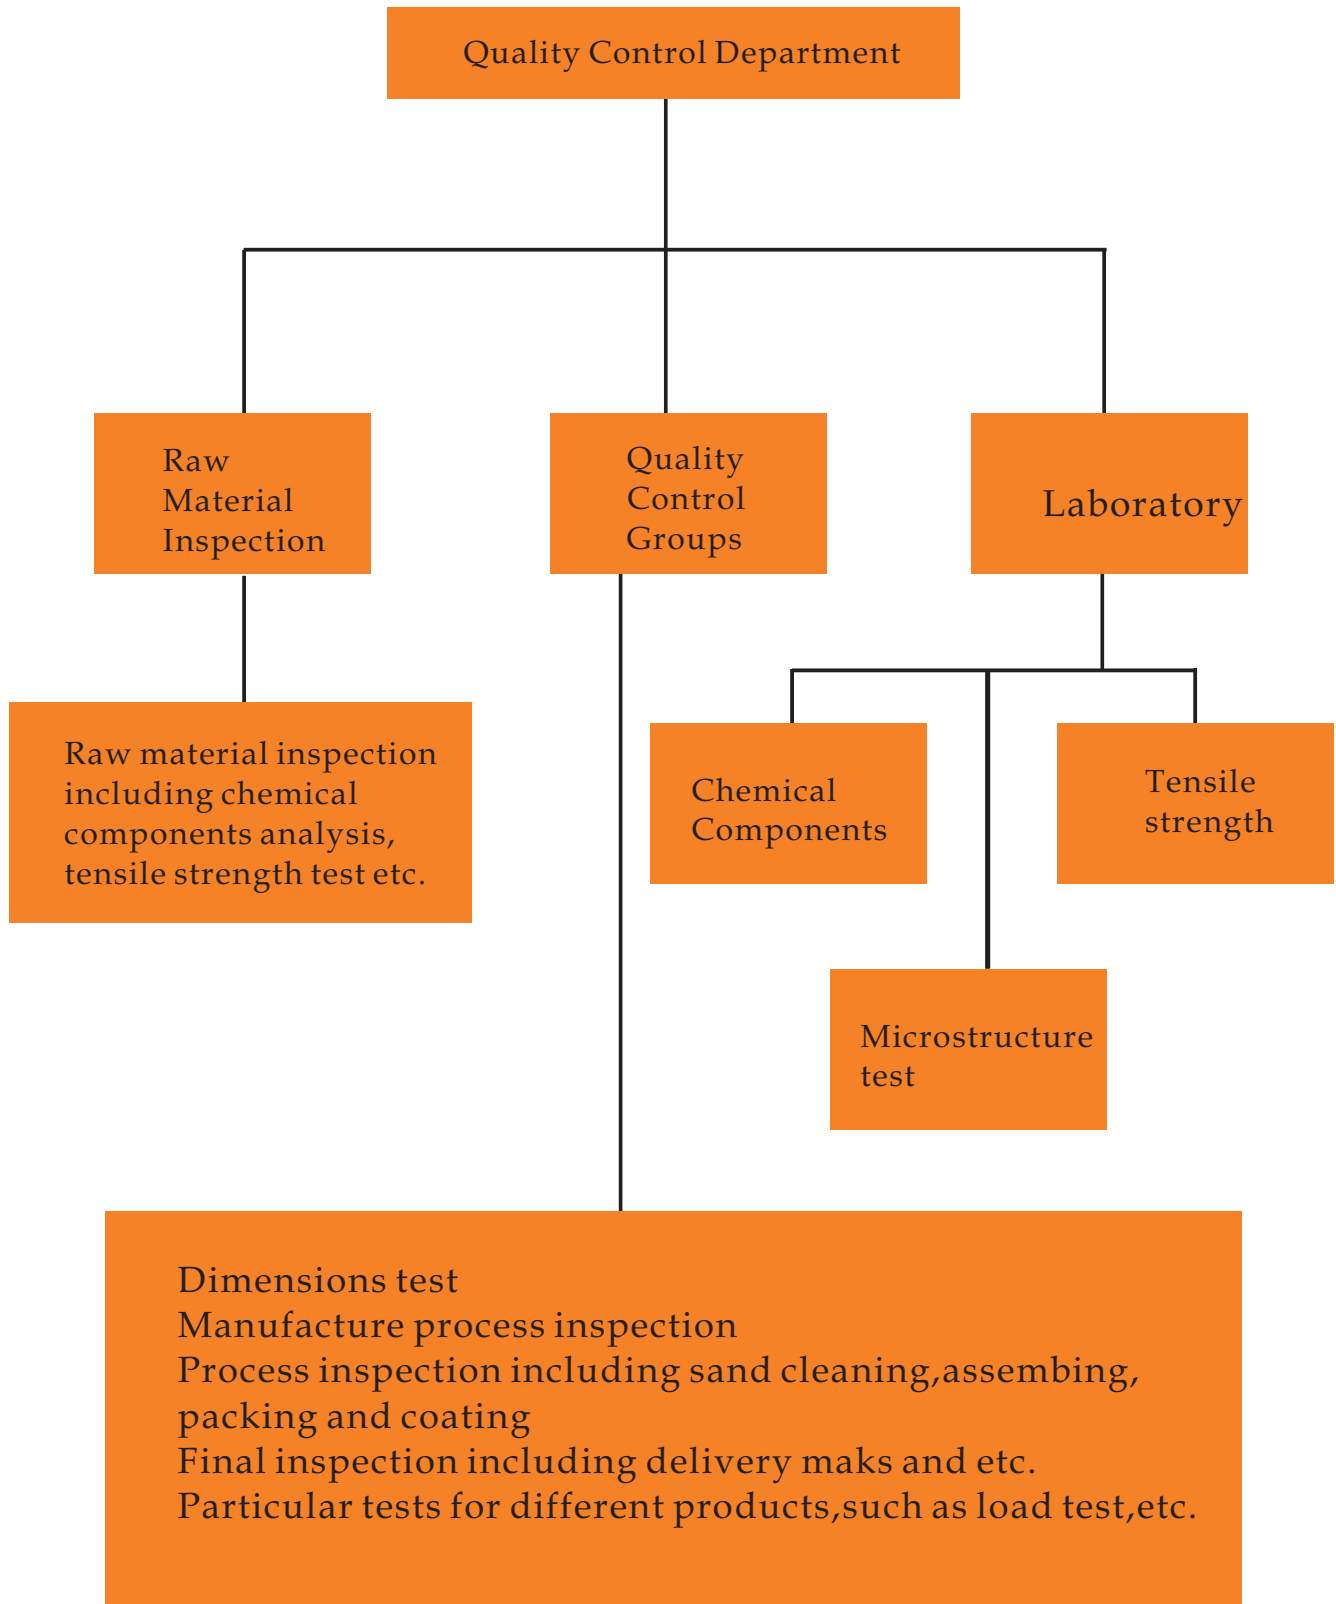 Quality Control Department
Raw
Material
Inspection
Quality
Control
Groups
Laboratory
Raw material inspection
including chemical
components analysis,
tensile strength test etc.
Chemical
Components
Tensile
strength
Microstructure
test
Dimensions test
Manufacture process inspection
Process inspection including sand cleaning,assembing,
packing and coating
Final inspection including delivery maks and etc.
Particular tests for different products,such as load test,etc.